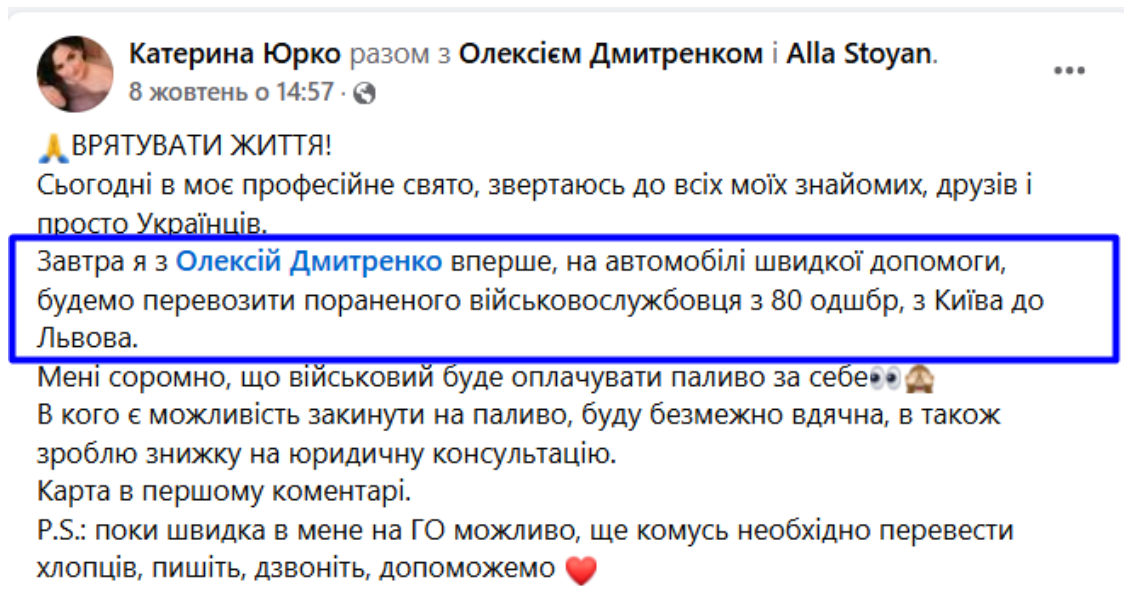 Катерина Юрко разом з Олексієм Дмитренком і Alla Stoyan.
8 жовтень о 14:57 ·
🙏ВРЯТУВАТИ ЖИТТЯ!
Сьогодні в моє професійне свято, звертаюсь до всіх моїх знайомих, друзів і
просто Українців.
Завтра я з Олексій Дмитренко вперше, на автомобілі швидкої допомоги,
будемо перевозити пораненого військовослужбовця з 80 одшбр, з Київа до
Львова.
Мені соромно, що військовий буде оплачувати паливо за себе👀🙈
В кого є можливість закинути на паливо, буду безмежно вдячна, в також
зроблю знижку на юридичну консультацію.
Карта в першому коментарі.
P.S.: поки швидка в мене на ГО можливо, ще комусь необхідно перевести
хлопців, пишіть, дзвоніть, допоможемо ❤️